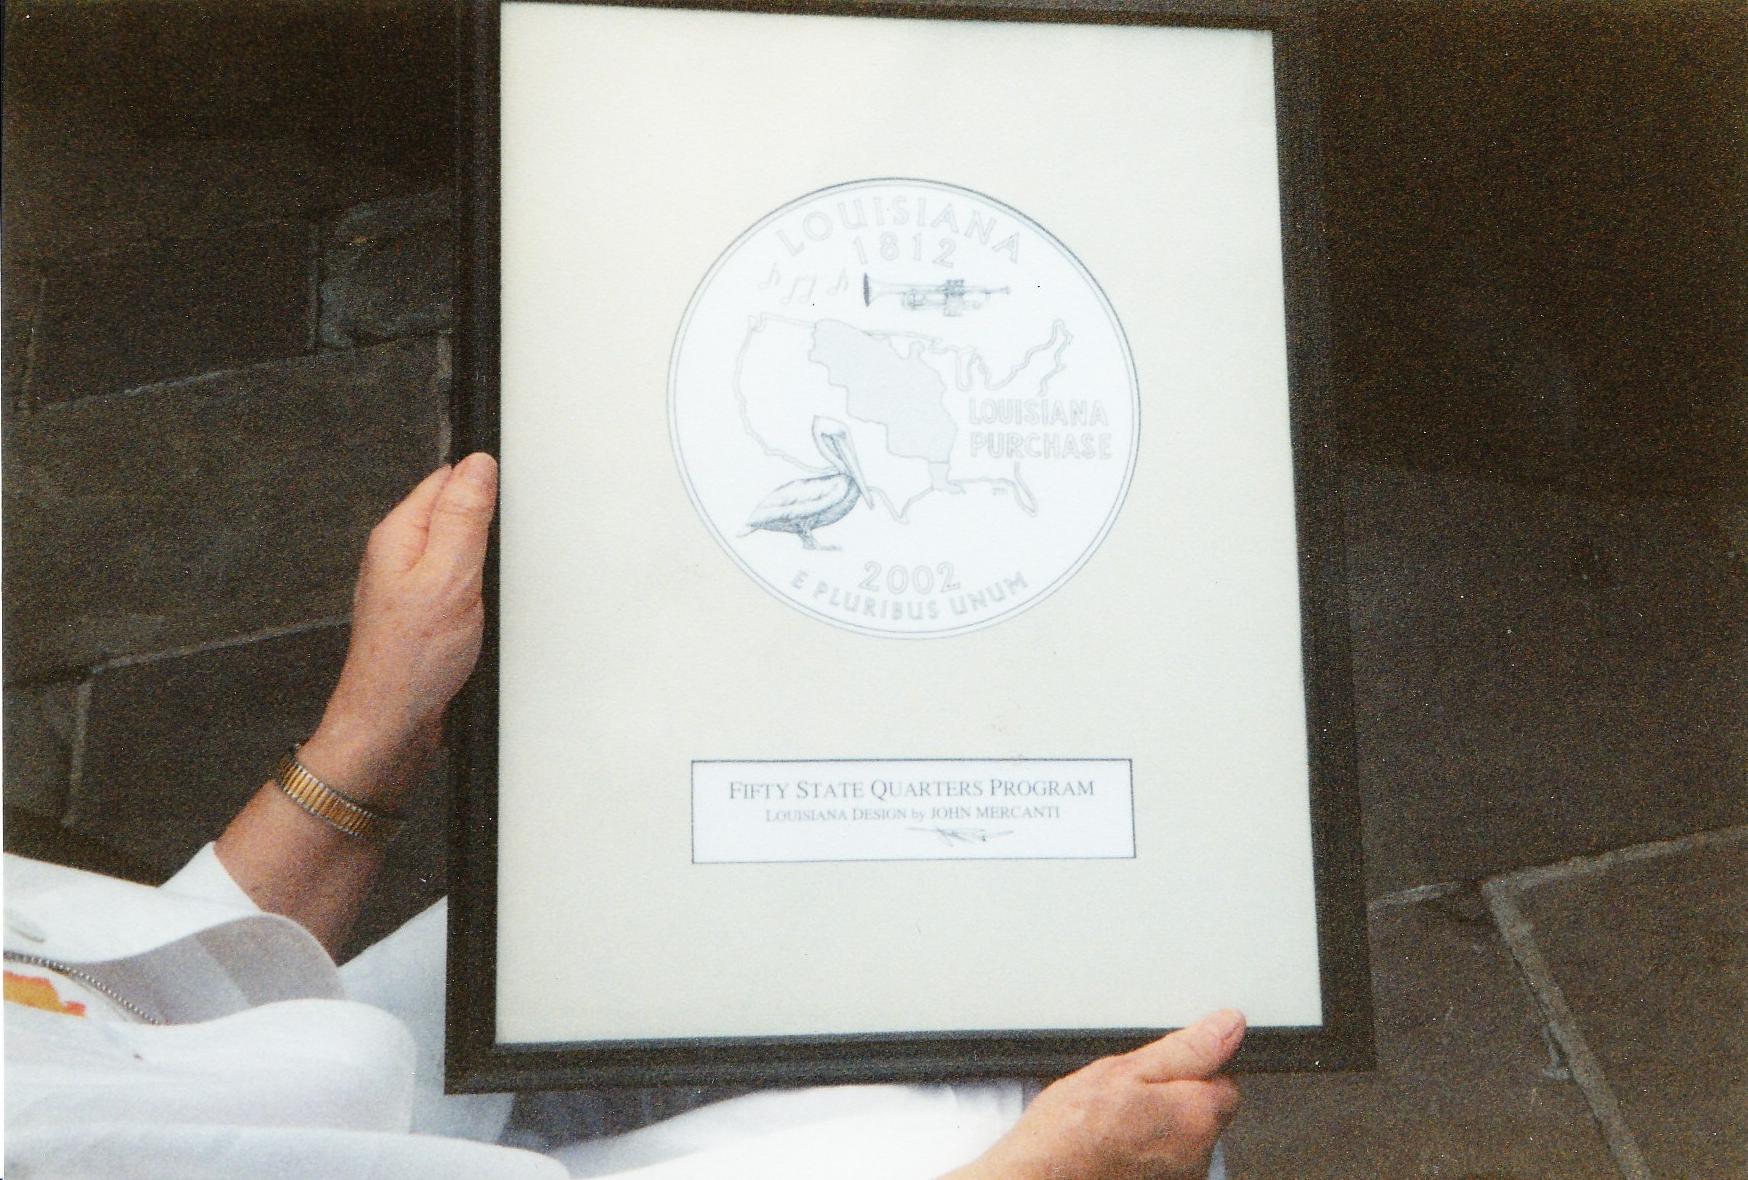 LOUISIANA
1812
LOUISIANA
PURCHASE
2002
E PLURIBUS UNUM
FIFTY STATE QUARTERS PROGRAM
LOUISIANA DESIGN by JOHN MERCANTI